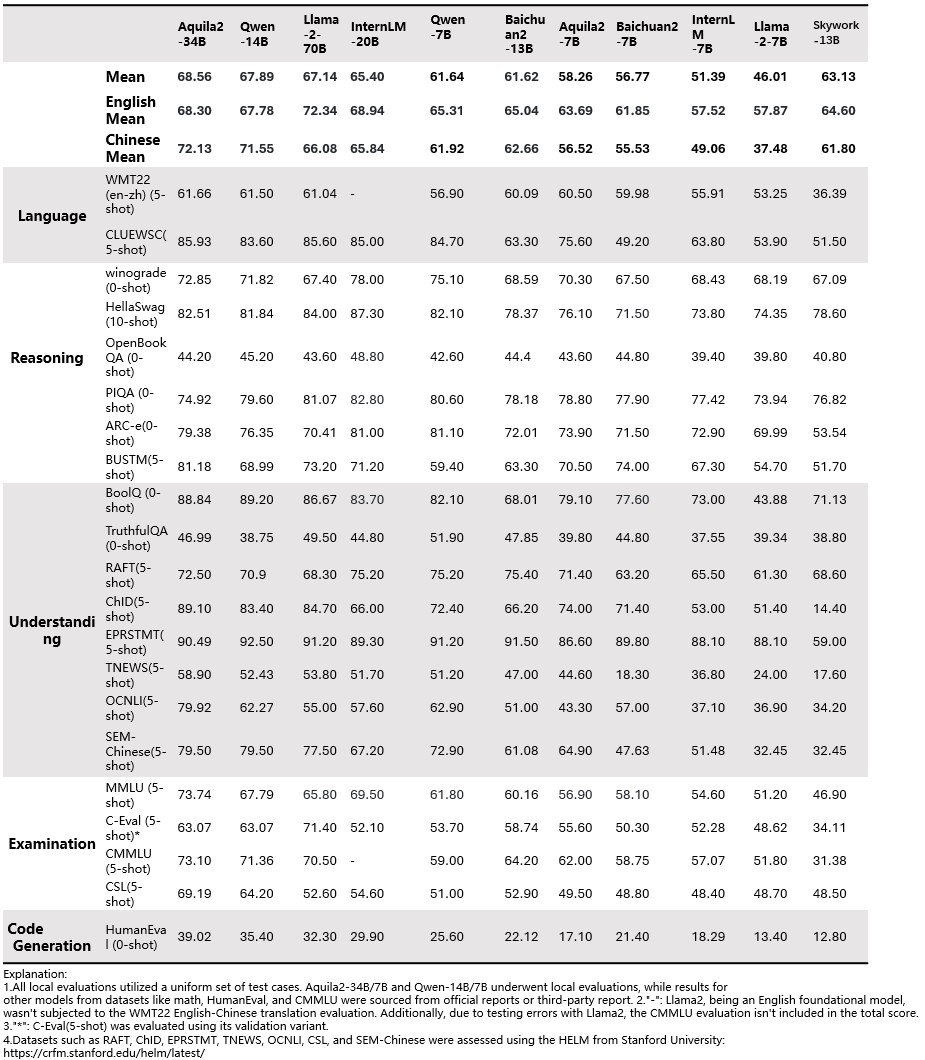 Aquila2 -34B Qwen -14B Llama -2- 70B InternLM -20B Qwen -7B Baichu an2 -13B Aquila2 -7B Baichuan2 -7B InternL M -7B Llama -2-7B Skywork -13B
Mean 68.56 67.89 67.14 65.40 61.64 61.62 58.26 56.77 51.39 46.01 63.13
English Mean 68.30 67.78 72.34 68.94 65.31 65.04 63.69 61.85 57.52 57.87 64.60
Chinese Mean 72.13 71.55 66.08 65.84 61.92 62.66 56.52 55.53 49.06 37.48 61.80
Language
WMT22 (en-zh) (5-shot) 61.66 61.50 61.04 - 56.90 60.09 60.50 59.98 55.91 53.25 36.39
CLUEWSC( 5-shot) 85.93 83.60 85.60 85.00 84.70 63.30 75.60 49.20 63.80 53.90 51.50
Reasoning
winograde (0-shot) 72.85 71.82 67.40 78.00 75.10 68.59 70.30 67.50 68.43 68.19 67.09
HellaSwag (10-shot) 82.51 81.84 84.00 87.30 82.10 78.37 76.10 71.50 73.80 74.35 78.60
OpenBook QA (0-shot) 44.20 45.20 43.60 48.80 42.60 44.4 43.60 44.80 39.40 39.80 40.80
PIQA (0-shot) 74.92 79.60 81.07 82.80 80.60 78.18 78.80 77.90 77.42 73.94 76.82
ARC-e(0-shot) 79.38 76.35 70.41 81.00 81.10 72.01 73.90 71.50 72.90 69.99 53.54
BUSTM(5-shot) 81.18 68.99 73.20 71.20 59.40 63.30 70.50 74.00 67.30 54.70 51.70
Understandi ng
BoolQ (0-shot) 88.84 89.20 86.67 83.70 82.10 68.01 79.10 77.60 73.00 43.88 71.13
TruthfulQA (0-shot) 46.99 38.75 49.50 44.80 51.90 47.85 39.80 44.80 37.55 39.34 38.80
RAFT(5-shot) 72.50 70.9 68.30 75.20 75.20 75.40 71.40 63.20 65.50 61.30 68.60
ChID(5-shot) 89.10 83.40 84.70 66.00 72.40 66.20 74.00 71.40 53.00 51.40 14.40
EPRSTMT( 5-shot) 90.49 92.50 91.20 89.30 91.20 91.50 86.60 89.80 88.10 88.10 59.00
TNEWS(5-shot) 58.90 52.43 53.80 51.70 51.20 47.00 44.60 18.30 36.80 24.00 17.60
OCNLI(5-shot) 79.92 62.27 55.00 57.60 62.90 51.00 43.30 57.00 37.10 36.90 34.20
SEM-Chinese(5-shot) 79.50 79.50 77.50 67.20 72.90 61.08 64.90 47.63 51.48 32.45 32.45
Examination
MMLU (5-shot) 73.74 67.79 65.80 69.50 61.80 60.16 56.90 58.10 54.60 51.20 46.90
C-Eval (5-shot)* 63.07 63.07 71.40 52.10 53.70 58.74 55.60 50.30 52.28 48.62 34.11
CMMLU (5-shot) 73.10 71.36 70.50 - 59.00 64.20 62.00 58.75 57.07 51.80 31.38
CSL(5-shot) 69.19 64.20 52.60 54.60 51.00 52.90 49.50 48.80 48.40 48.70 48.50
Code Generation
HumanEva l (0-shot) 39.02 35.40 32.30 29.90 25.60 22.12 17.10 21.40 18.29 13.40 12.80
Explanation:
1.All local evaluations utilized a uniform set of test cases. Aquila2-34B/7B and Qwen-14B/7B underwent local evaluations, while results for
other models from datasets like math, HumanEval, and CMMLU were sourced from official reports or third-party report. 2."-": Llama2, being an English foundational model,
wasn't subjected to the WMT22 English-Chinese translation evaluation. Additionally, due to testing errors with Llama2, the CMMLU evaluation isn't included in the total score.
3."*": C-Eval(5-shot) was evaluated using its validation variant.
4.Datasets such as RAFT, ChID, EPRSTMT, TNEWS, OCNLI, CSL, and SEM-Chinese were assessed using the HELM from Stanford University:
https://crfm.stanford.edu/helm/latest/